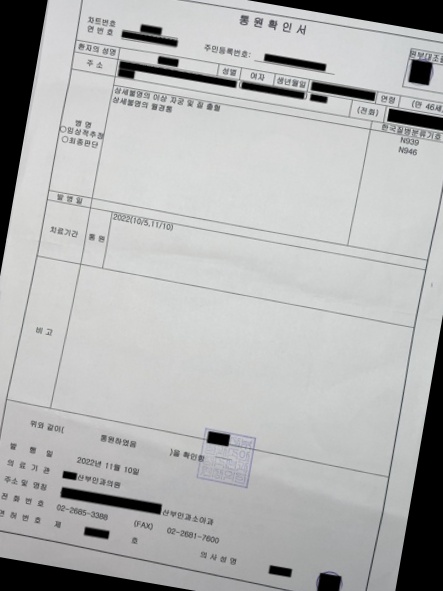 통원확인서
차트번호
면 번 호
주민등록번호:
원부대조필
환자의 성명
성별 여자 생년월일 연령 (만 46세
주 소
(전화)
병 명
○임상적추정
○최종판단
상세불명의 이상 자궁 및 질 출혈
상세불명의 월경통
한국질병분류기호
N939
N946
발 병 일
치료기간 통 원 2022(10/5,11/10)
비 고
위와 같이( 통원하였음 )을 확인함
발 행 일 2022년 11월 10일
의 료 기 관 산부인과의원
주소 및 명칭 산부인과소아과
전 화 번 호 02-2685-3388 (FAX) 02-2681-7600
면 허 번 호 제 호
의 사 성 명